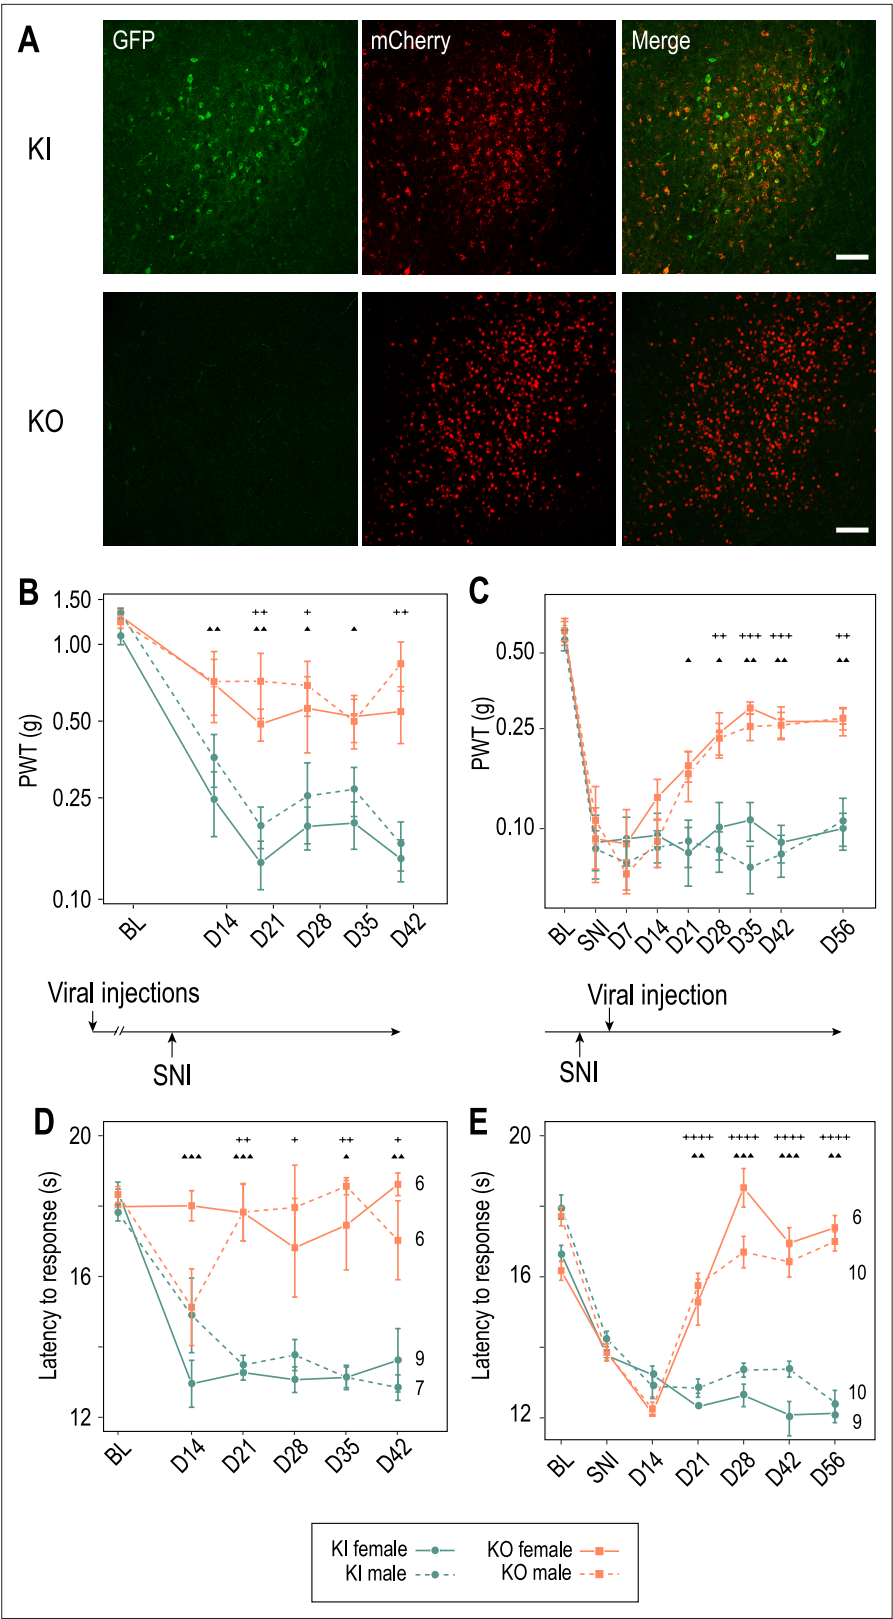 A
GFP
mCherry
Merge
KI
KO
B
1.50
1.00
0.50
0.25
0.10
PWT (g)
++ + ++
▲▲ ▲▲ ▲ ▲
BL D14 D21 D28 D35 D42
C
0.50
0.25
0.10
PWT (g)
++ +++ +++ ++
▲ ▲ ▲▲ ▲▲ ▲▲
BL SNI D7 D14 D21 D28 D35 D42 D56
Viral injections
SNI
Viral injection
SNI
D
20
16
12
Latency to response (s)
++ + ++ +
▲▲▲ ▲▲▲ ▲ ▲▲
6
6
9
7
BL D14 D21 D28 D35 D42
E
20
16
12
Latency to response (s)
++++ ++++ ++++ ++++
▲▲ ▲▲▲ ▲▲▲ ▲▲
6
10
10
9
BL SNI D14 D21 D28 D42 D56
KI female KO female
KI male KO male